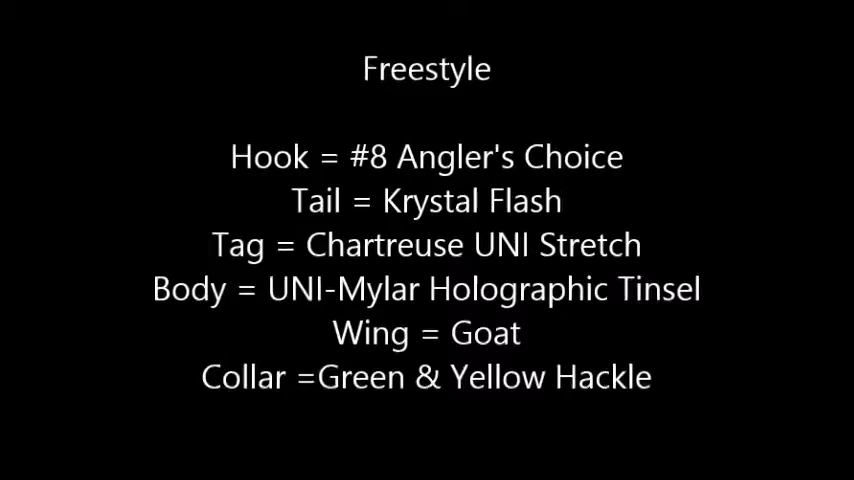 Freestyle
Hook = #8 Angler's Choice
Tail = Krystal Flash
Tag = Chartreuse UNI Stretch
Body = UNI-Mylar Holographic Tinsel
Wing = Goat
Collar =Green & Yellow Hackle